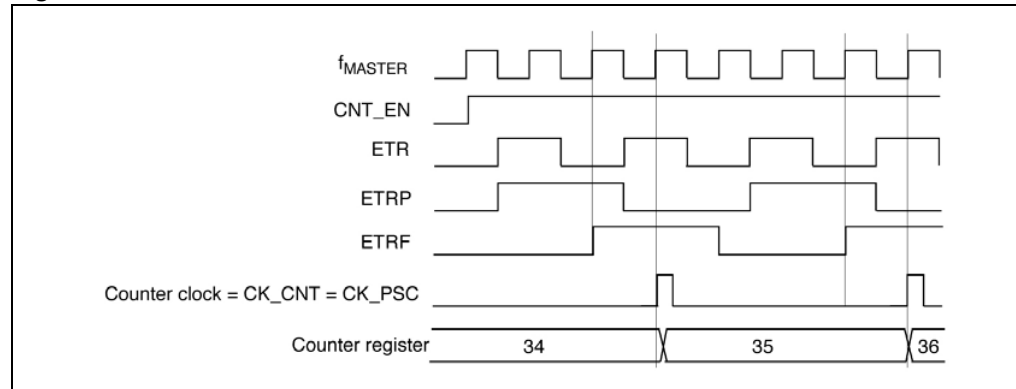 fMASTER
CNT_EN
ETR
ETRP
ETRF
Counter clock = CK_CNT = CK_PSC
Counter register 34 35 36